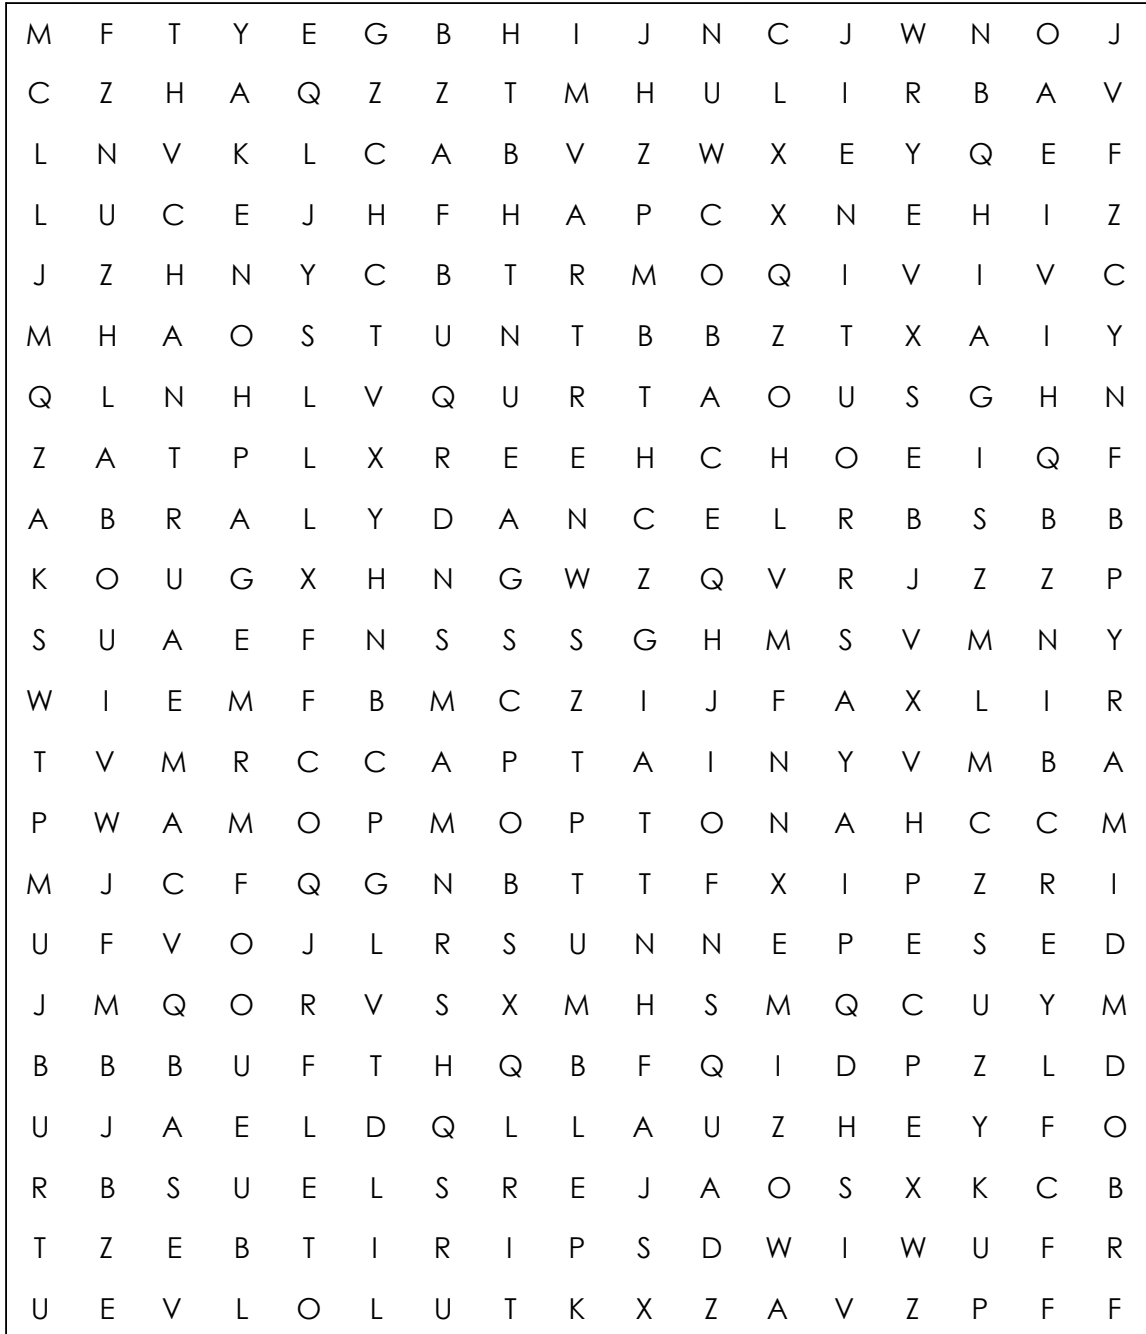 M F T Y E G B H I J N C J W N O J
C Z H A Q Z Z T M H U L I R B A V
L N V K L C A B V Z W X E Y Q E F
L U C E J H F H A P C X N E H I Z
J Z H N Y C B T R M O Q I V I V C
M H A O S T U N T B B Z T X A I Y
Q L N H L V Q U R T A O U S G H N
Z A T P L X R E E H C H O E I Q F
A B R A L Y D A N C E L R B S B B
K O U G X H N G W Z Q V R J Z Z P
S U A E F N S S S G H M S V M N Y
W I E M F B M C Z I J F A X L I R
T V M R C C A P T A I N Y V M B A
P W A M O P M O P T O N A H C C M
M J C F Q G N B T T F X I P Z R I
U F V O J L R S U N N E P E S E D
J M Q O R V S X M H S M Q C U Y M
B B B U F T H Q B F Q I D P Z L D
U J A E L D Q L L A U Z H E Y F O
R B S U E L S R E J A O S X K C B
T Z E B T I R I P S D W I W U F R
U E V L O L U T K X Z A V Z P F F